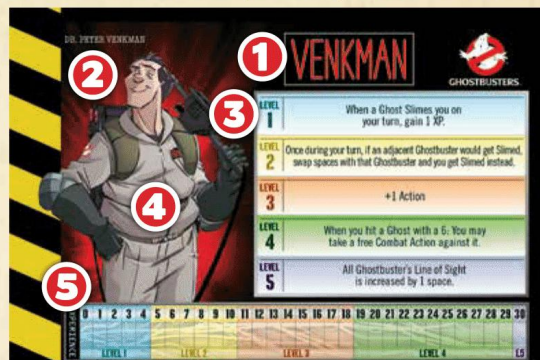 DR. PETER VENKMAN
1
VENKMAN
2
GHOSTBUSTERS
3
LEVEL 1
When a Ghost Slimes you on
your turn, gain 1 XP.
LEVEL 2
Once during your turn, if an adjacent Ghostbuster would get Slimed,
swap spaces with that Ghostbuster and you get Slimed instead.
LEVEL 3
+1 Action
4
LEVEL 4
When you hit a Ghost with a 6: You may
take a free Combat Action against it.
LEVEL 5
All Ghostbuster's Line of Sight
is increased by 1 space.
5
EXPERIENCE
0 1 2 3 4 5 6 7 8 9 10 11 12 13 14 15 16 17 18 19 20 21 22 23 24 25 26 27 28 29 30
LEVEL 1 LEVEL 2 LEVEL 3 LEVEL 4 L5